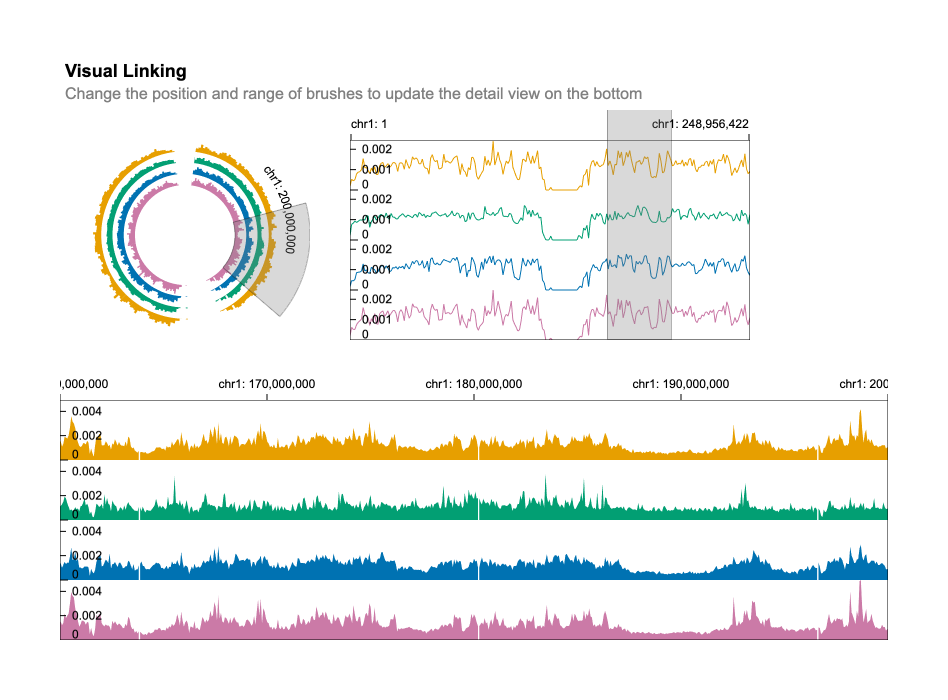 Visual Linking
Change the position and range of brushes to update the detail view on the bottom
chr1: 200,000,000
chr1: 1
chr1: 248,956,422
0.002
0.001
0
0.002
0.001
0
0.002
0.001
0
0.002
0.001
0
),000,000
chr1: 170,000,000
chr1: 180,000,000
chr1: 190,000,000
chr1: 200
0.004
0.002
0
0.004
0.002
0
0.004
0.002
0
0.004
0.002
0